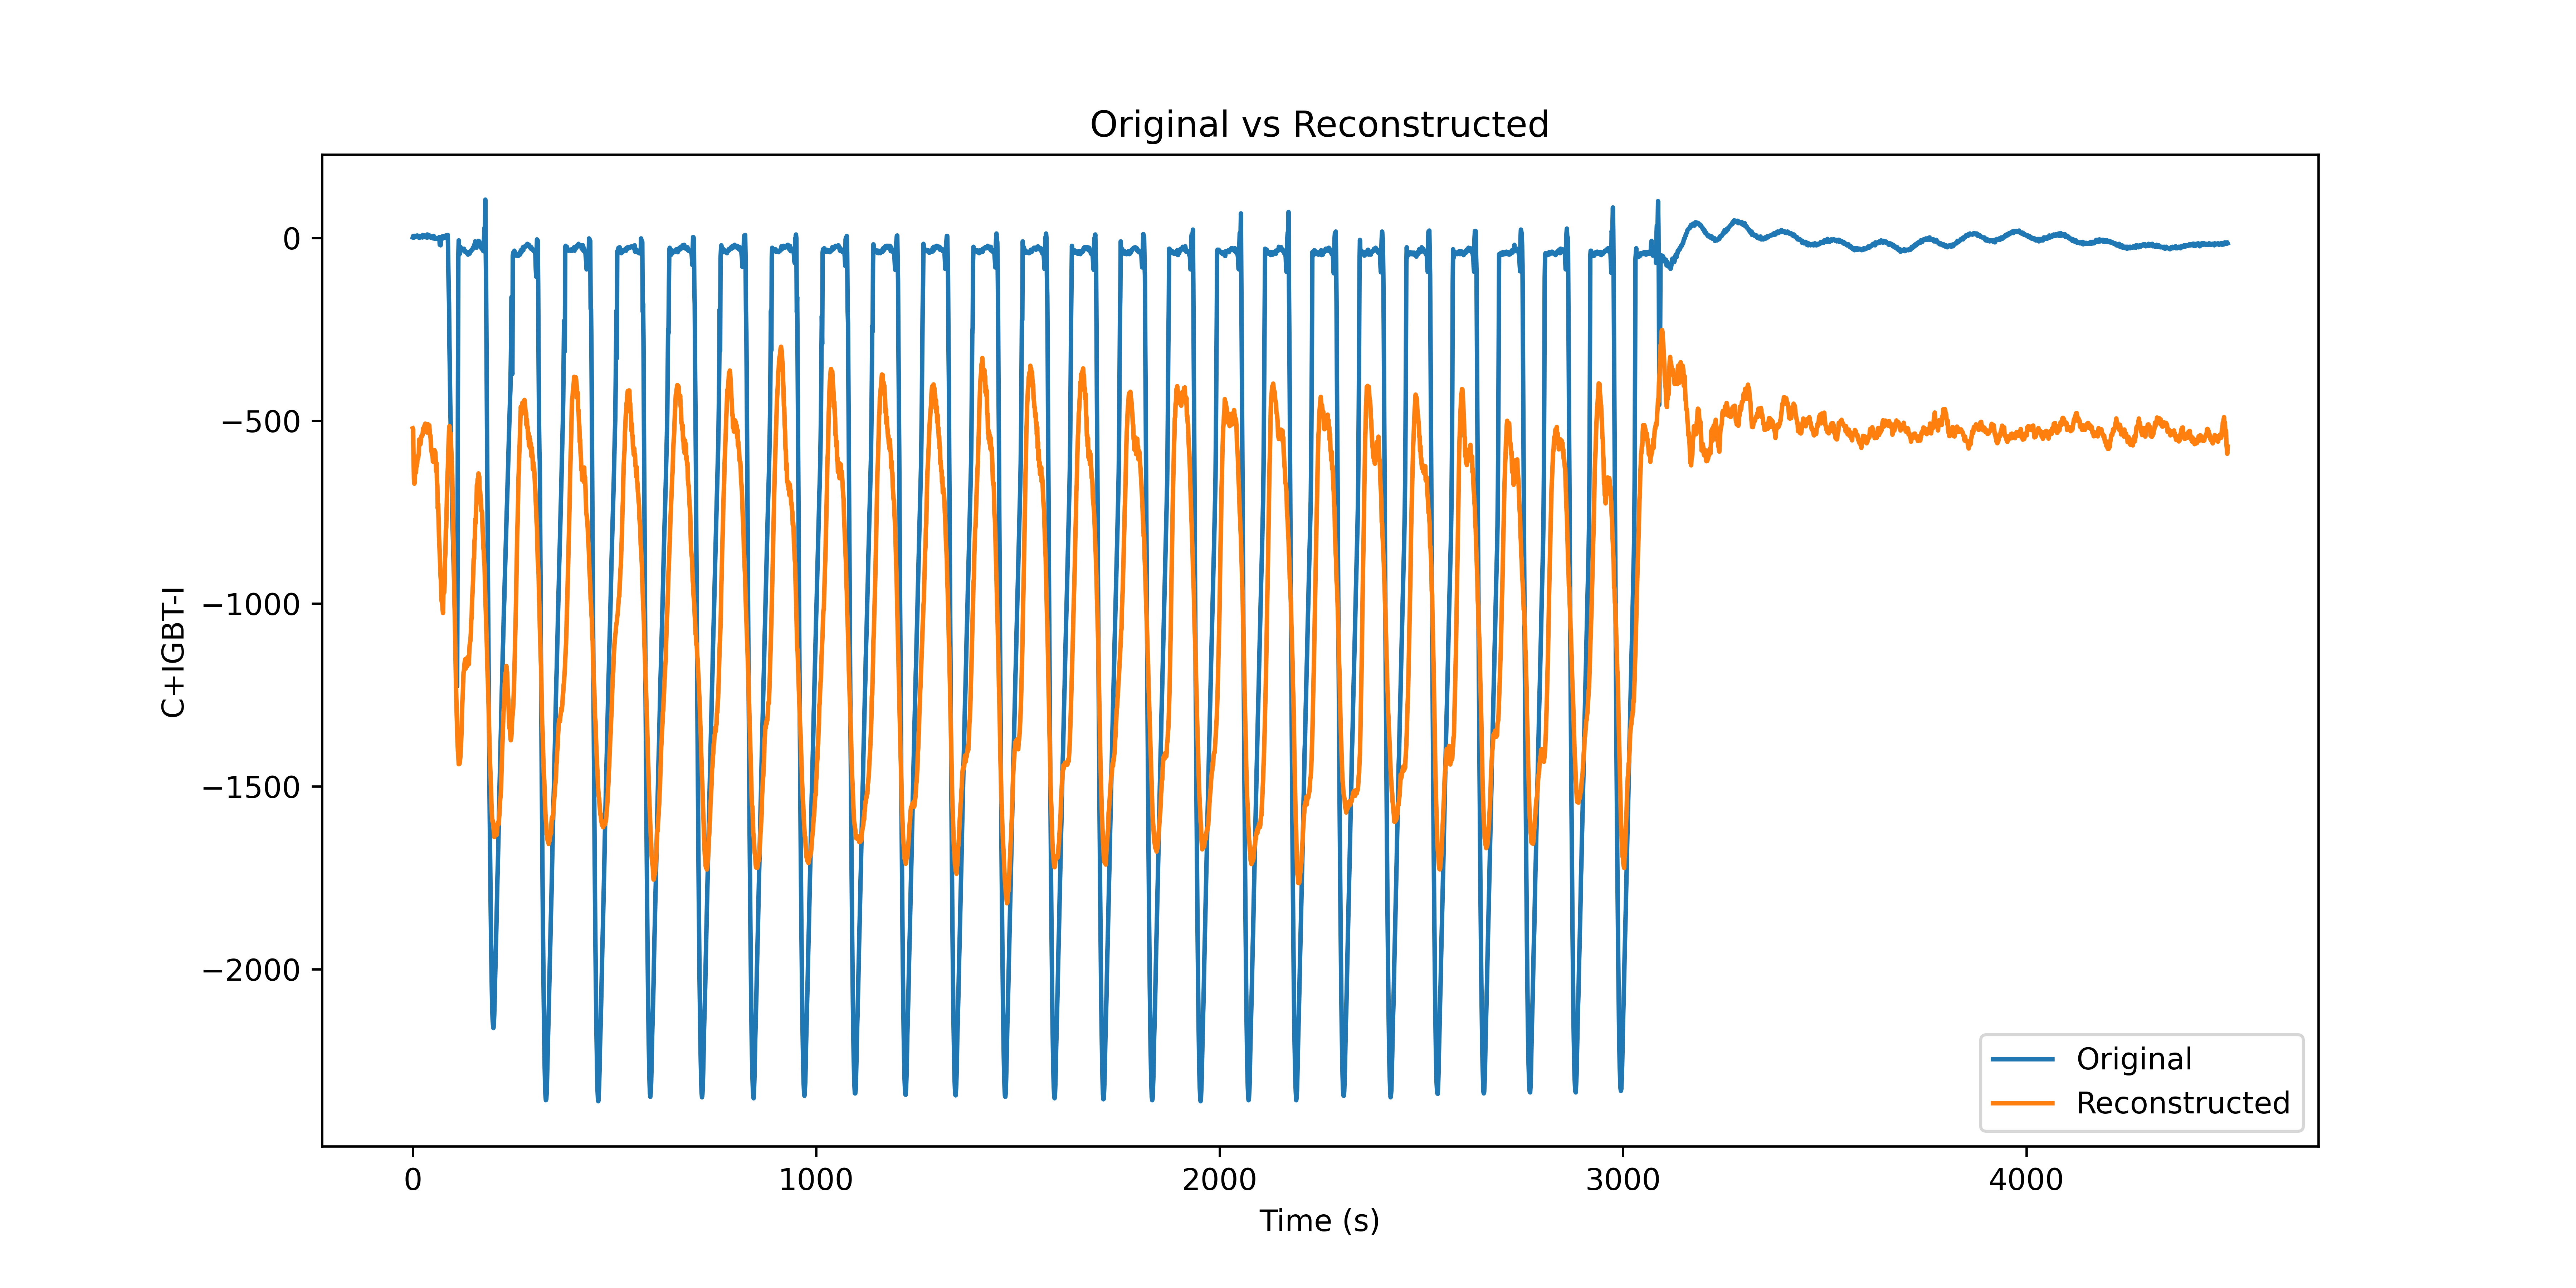 Original vs Reconstructed
C+IGBT-I
0
−500
−1000
−1500
−2000
0 1000 2000 3000 4000
Time (s)
Original
Reconstructed